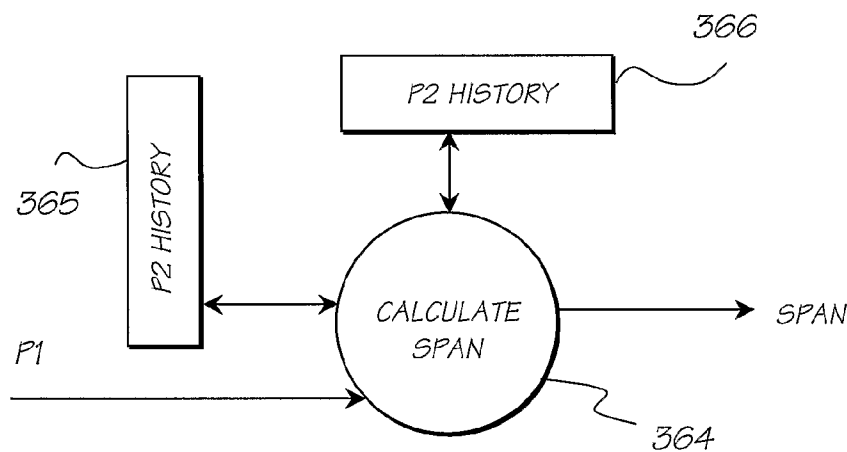 366
P2 HISTORY
365
P2 HISTORY
CALCULATE
SPAN
SPAN
P1
364